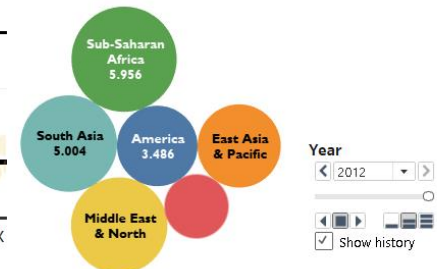 Sub-Saharan
Africa
5.956
South Asia
5.004
America
3.486
East Asia
& Pacific
Middle East
& North
Year
2012
Show history
X